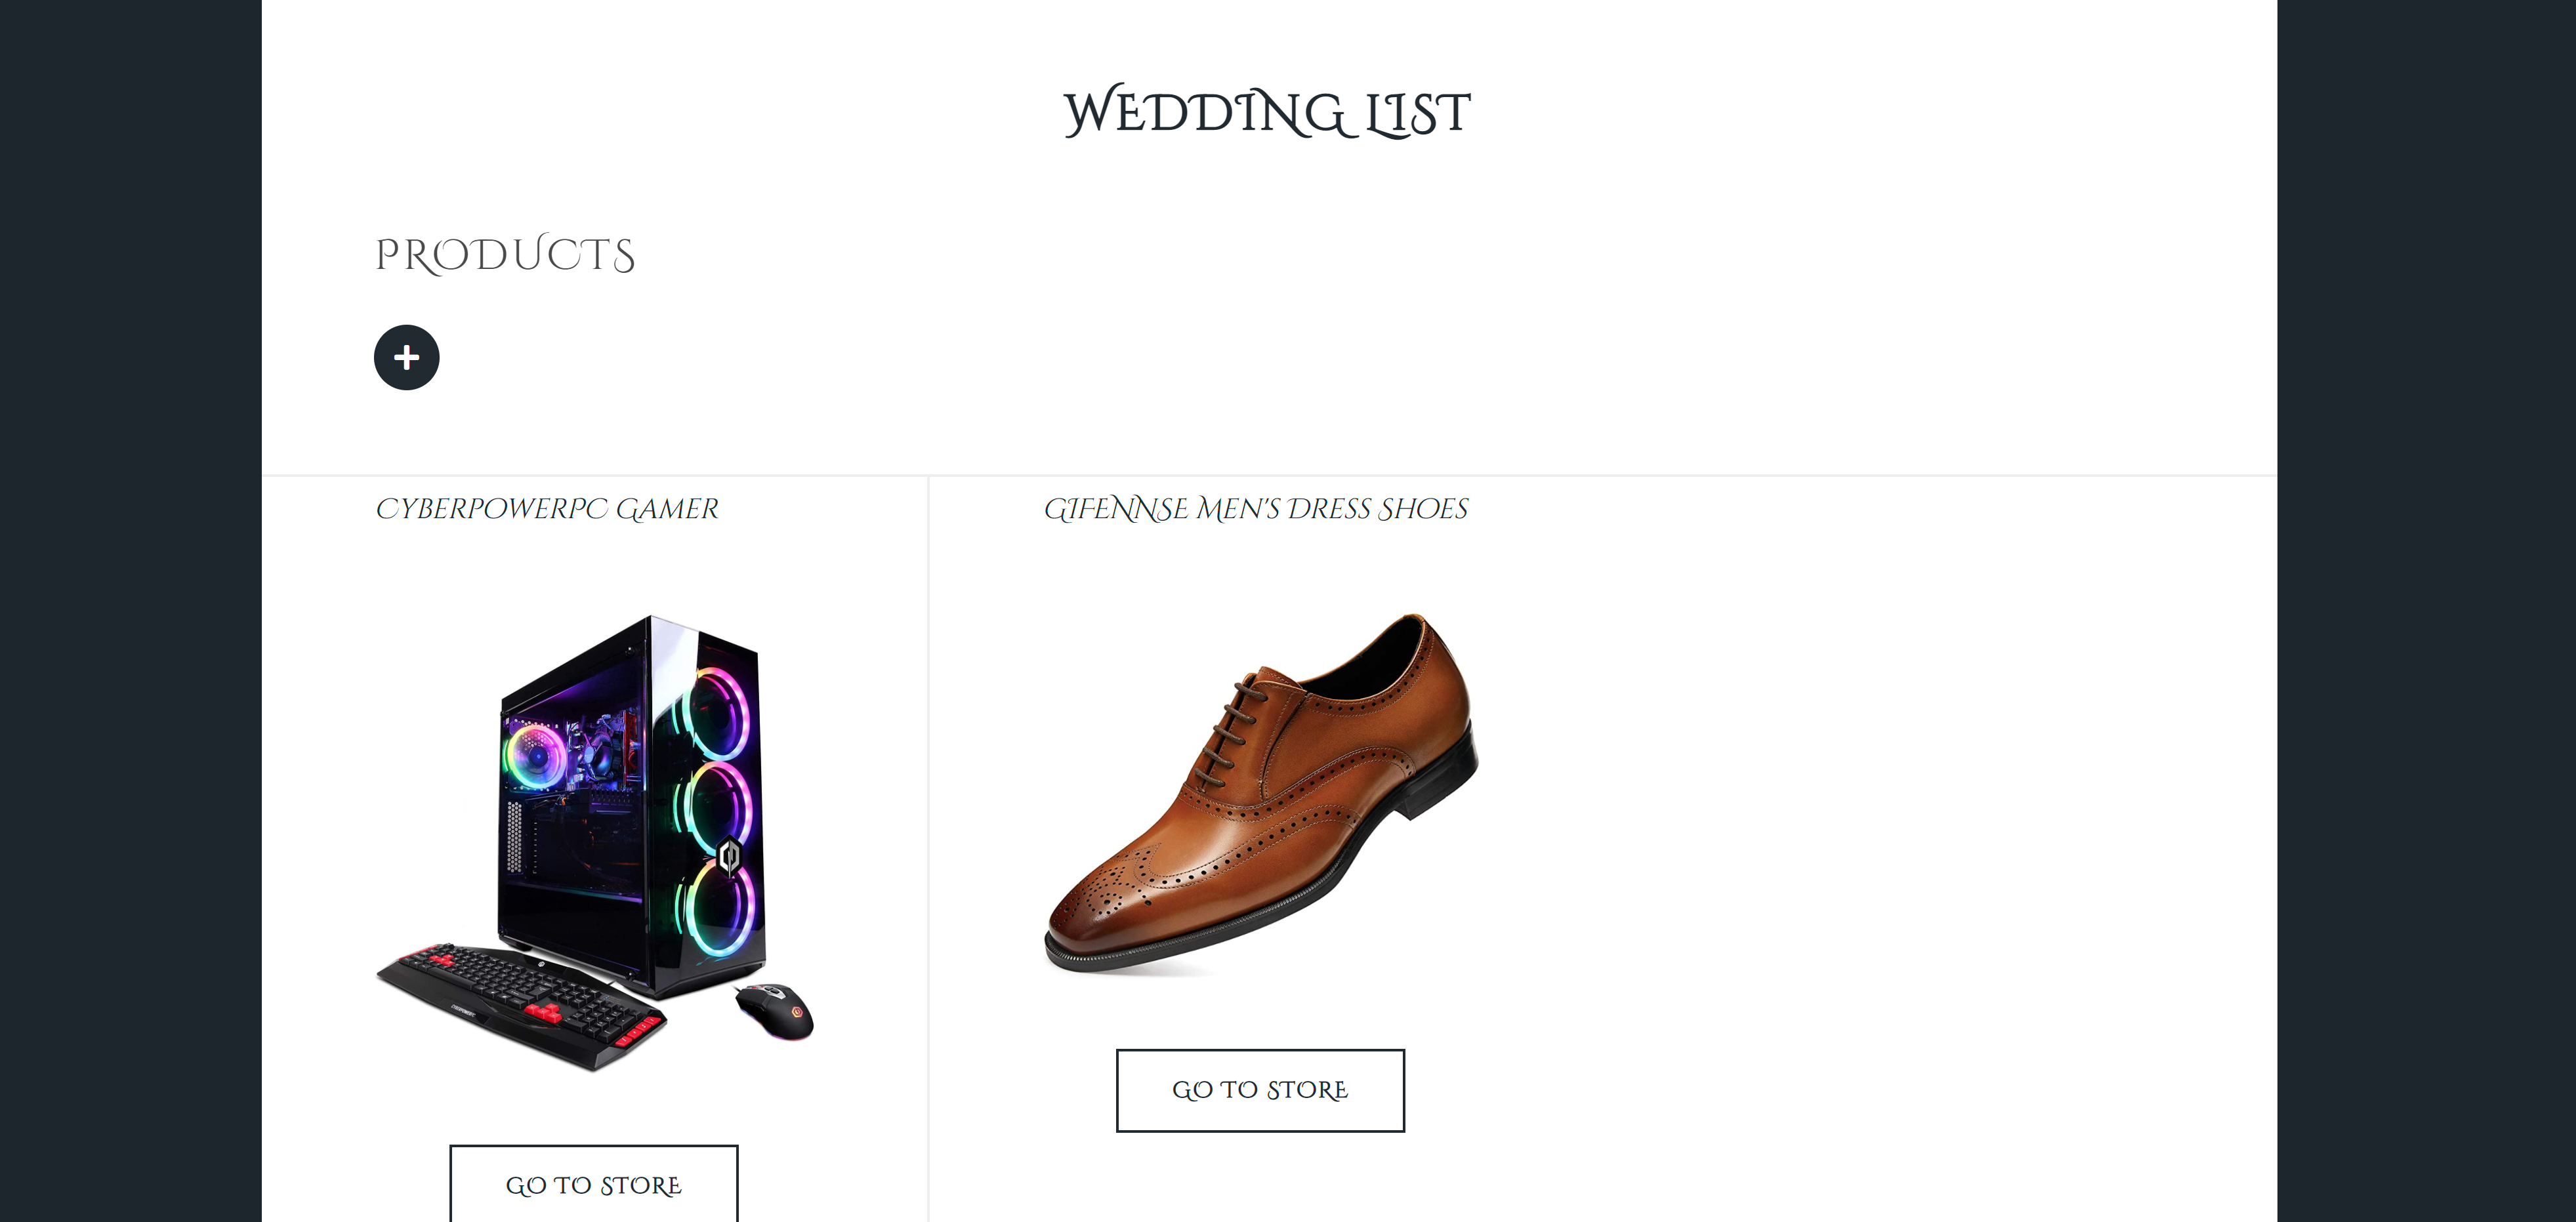 WEDDING LIST
PRODUCTS
CYBERPOWERPC GAMER
GIFENNSE MEN'S DRESS SHOES
GO TO STORE
GO TO STORE